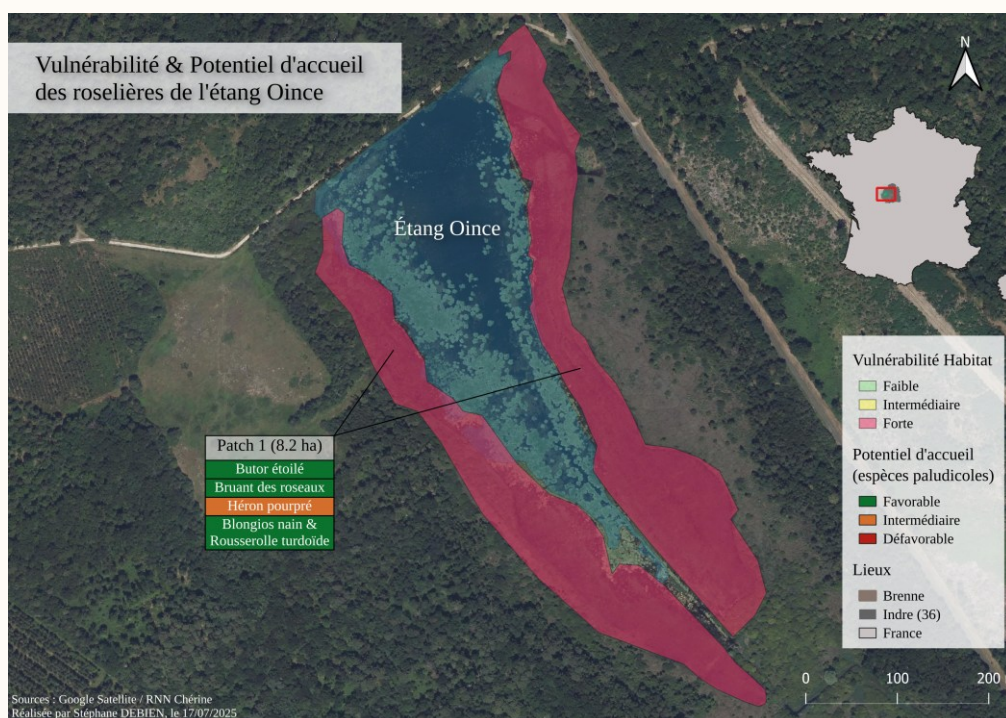 Vulnérabilité & Potentiel d'accueil
des roselières de l'étang Oince
N
Étang Oince
Patch 1 (8.2 ha)
Butor étoilé
Bruant des roseaux
Héron pourpré
Blongios nain &
Rousserolle turdoïde
Vulnérabilité Habitat
Faible
Intermédiaire
Forte
Potentiel d'accueil
(espèces paludicoles)
Favorable
Intermédiaire
Défavorable
Lieux
Brenne
Indre (36)
France
0 100 200
Sources : Google Satellite / RNN Chérine
Réalisée par Stéphane DEBIEN, le 17/07/2025